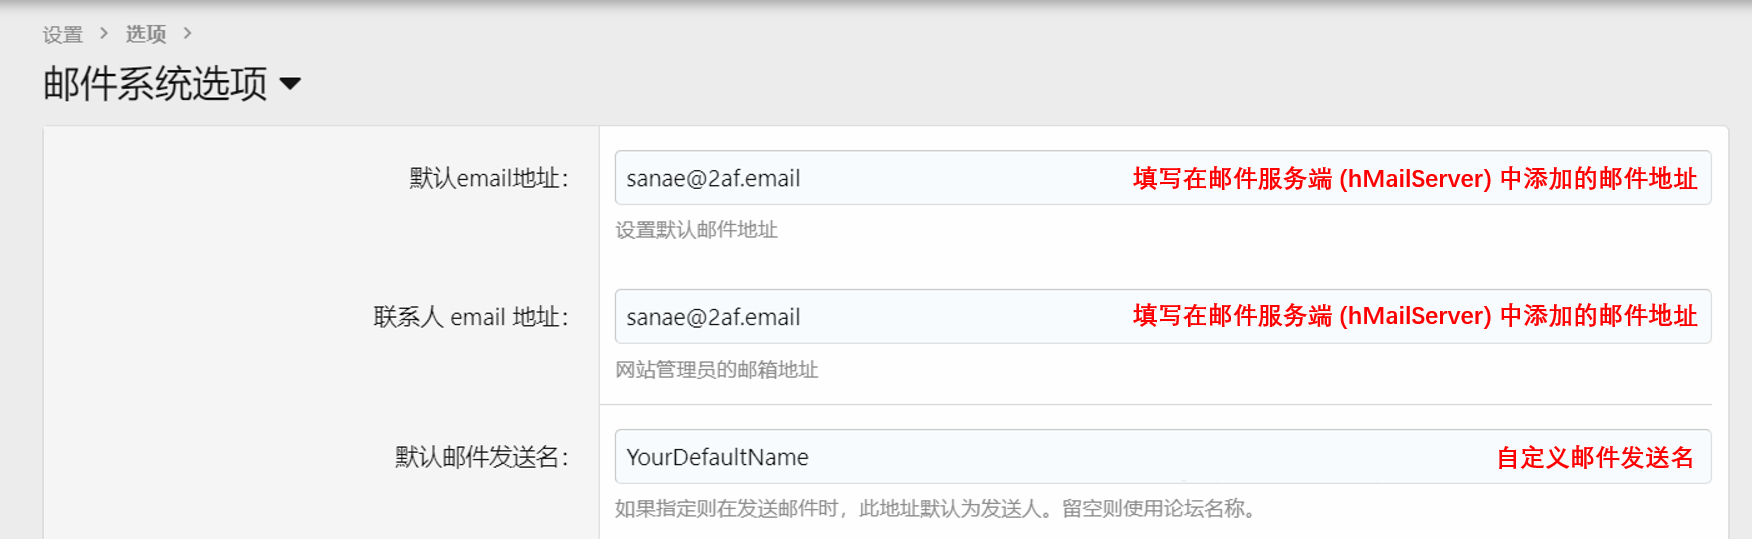 设置 > 选项 >
邮件系统选项
默认email地址: sanae@2af.email 填写在邮件服务端 (hMailServer) 中添加的邮件地址
设置默认邮件地址
联系人 email 地址: sanae@2af.email 填写在邮件服务端 (hMailServer) 中添加的邮件地址
网站管理员的邮箱地址
默认邮件发送名: YourDefaultName 自定义邮件发送名
如果指定则在发送邮件时，此地址默认为发送人。留空则使用论坛名称。